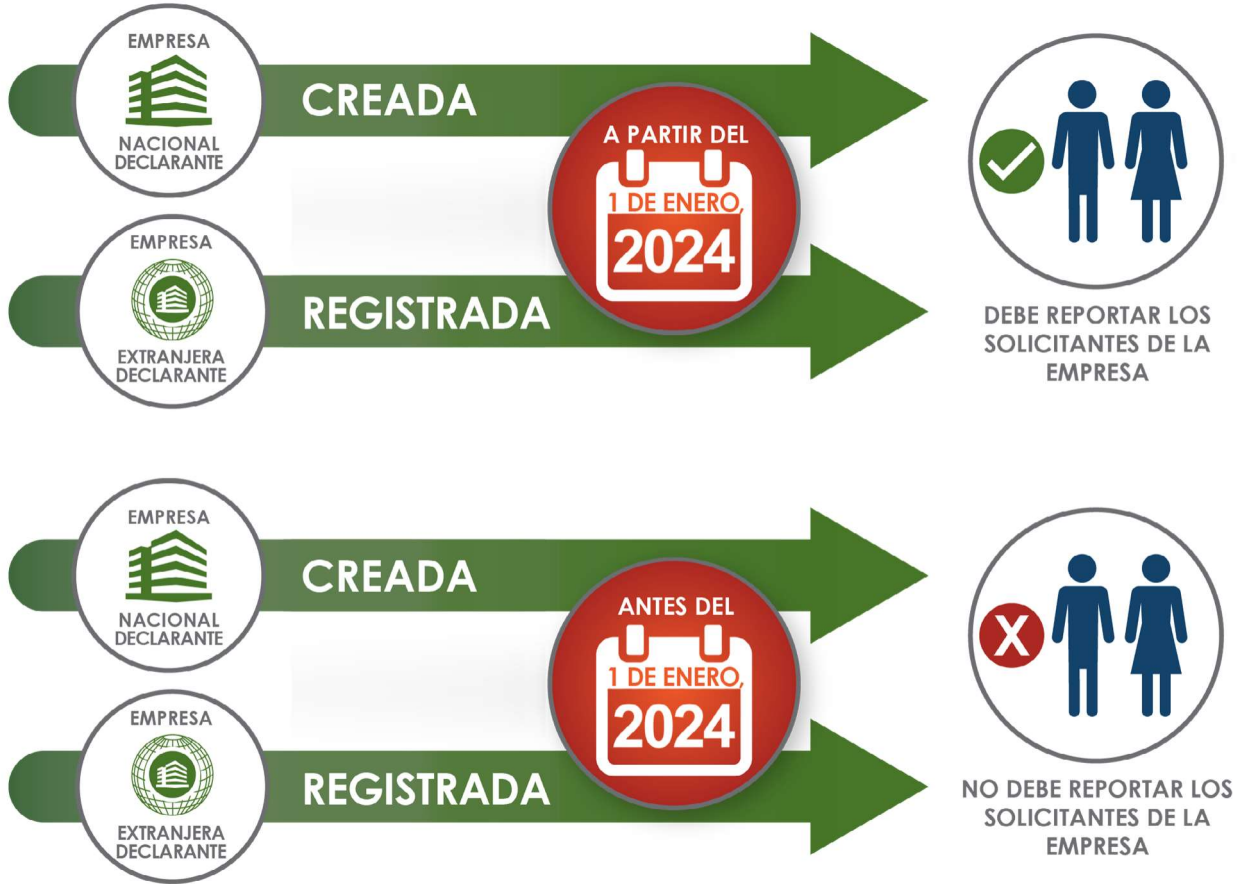 EMPRESA
NACIONAL
DECLARANTE
CREADA
EMPRESA
EXTRANJERA
DECLARANTE
REGISTRADA
A PARTIR DEL
1 DE ENERO,
2024
DEBE REPORTAR LOS
SOLICITANTES DE LA
EMPRESA
EMPRESA
NACIONAL
DECLARANTE
CREADA
EMPRESA
EXTRANJERA
DECLARANTE
REGISTRADA
ANTES DEL
1 DE ENERO,
2024
X
NO DEBE REPORTAR LOS
SOLICITANTES DE LA
EMPRESA